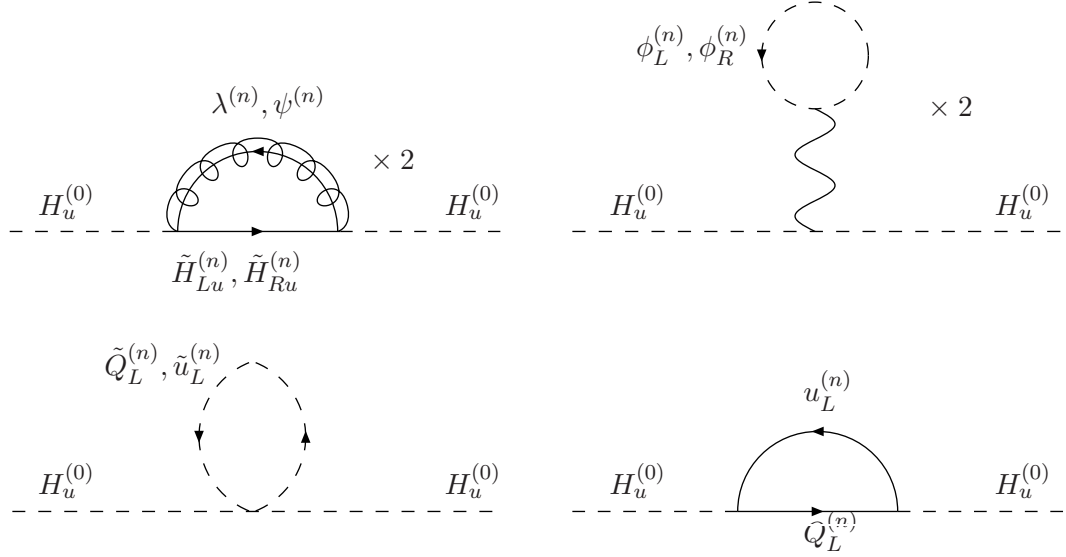 ϕ_L^(n), ϕ_R^(n)
λ^(n), ψ^(n)
× 2
× 2
H_u^(0) H_u^(0) H_u^(0) H_u^(0)
H̃_Lu^(n), H̃_Ru^(n)
Q̃_L^(n), ũ_L^(n)
u_L^(n)
H_u^(0) H_u^(0) H_u^(0) H_u^(0)
Q_L^(n)